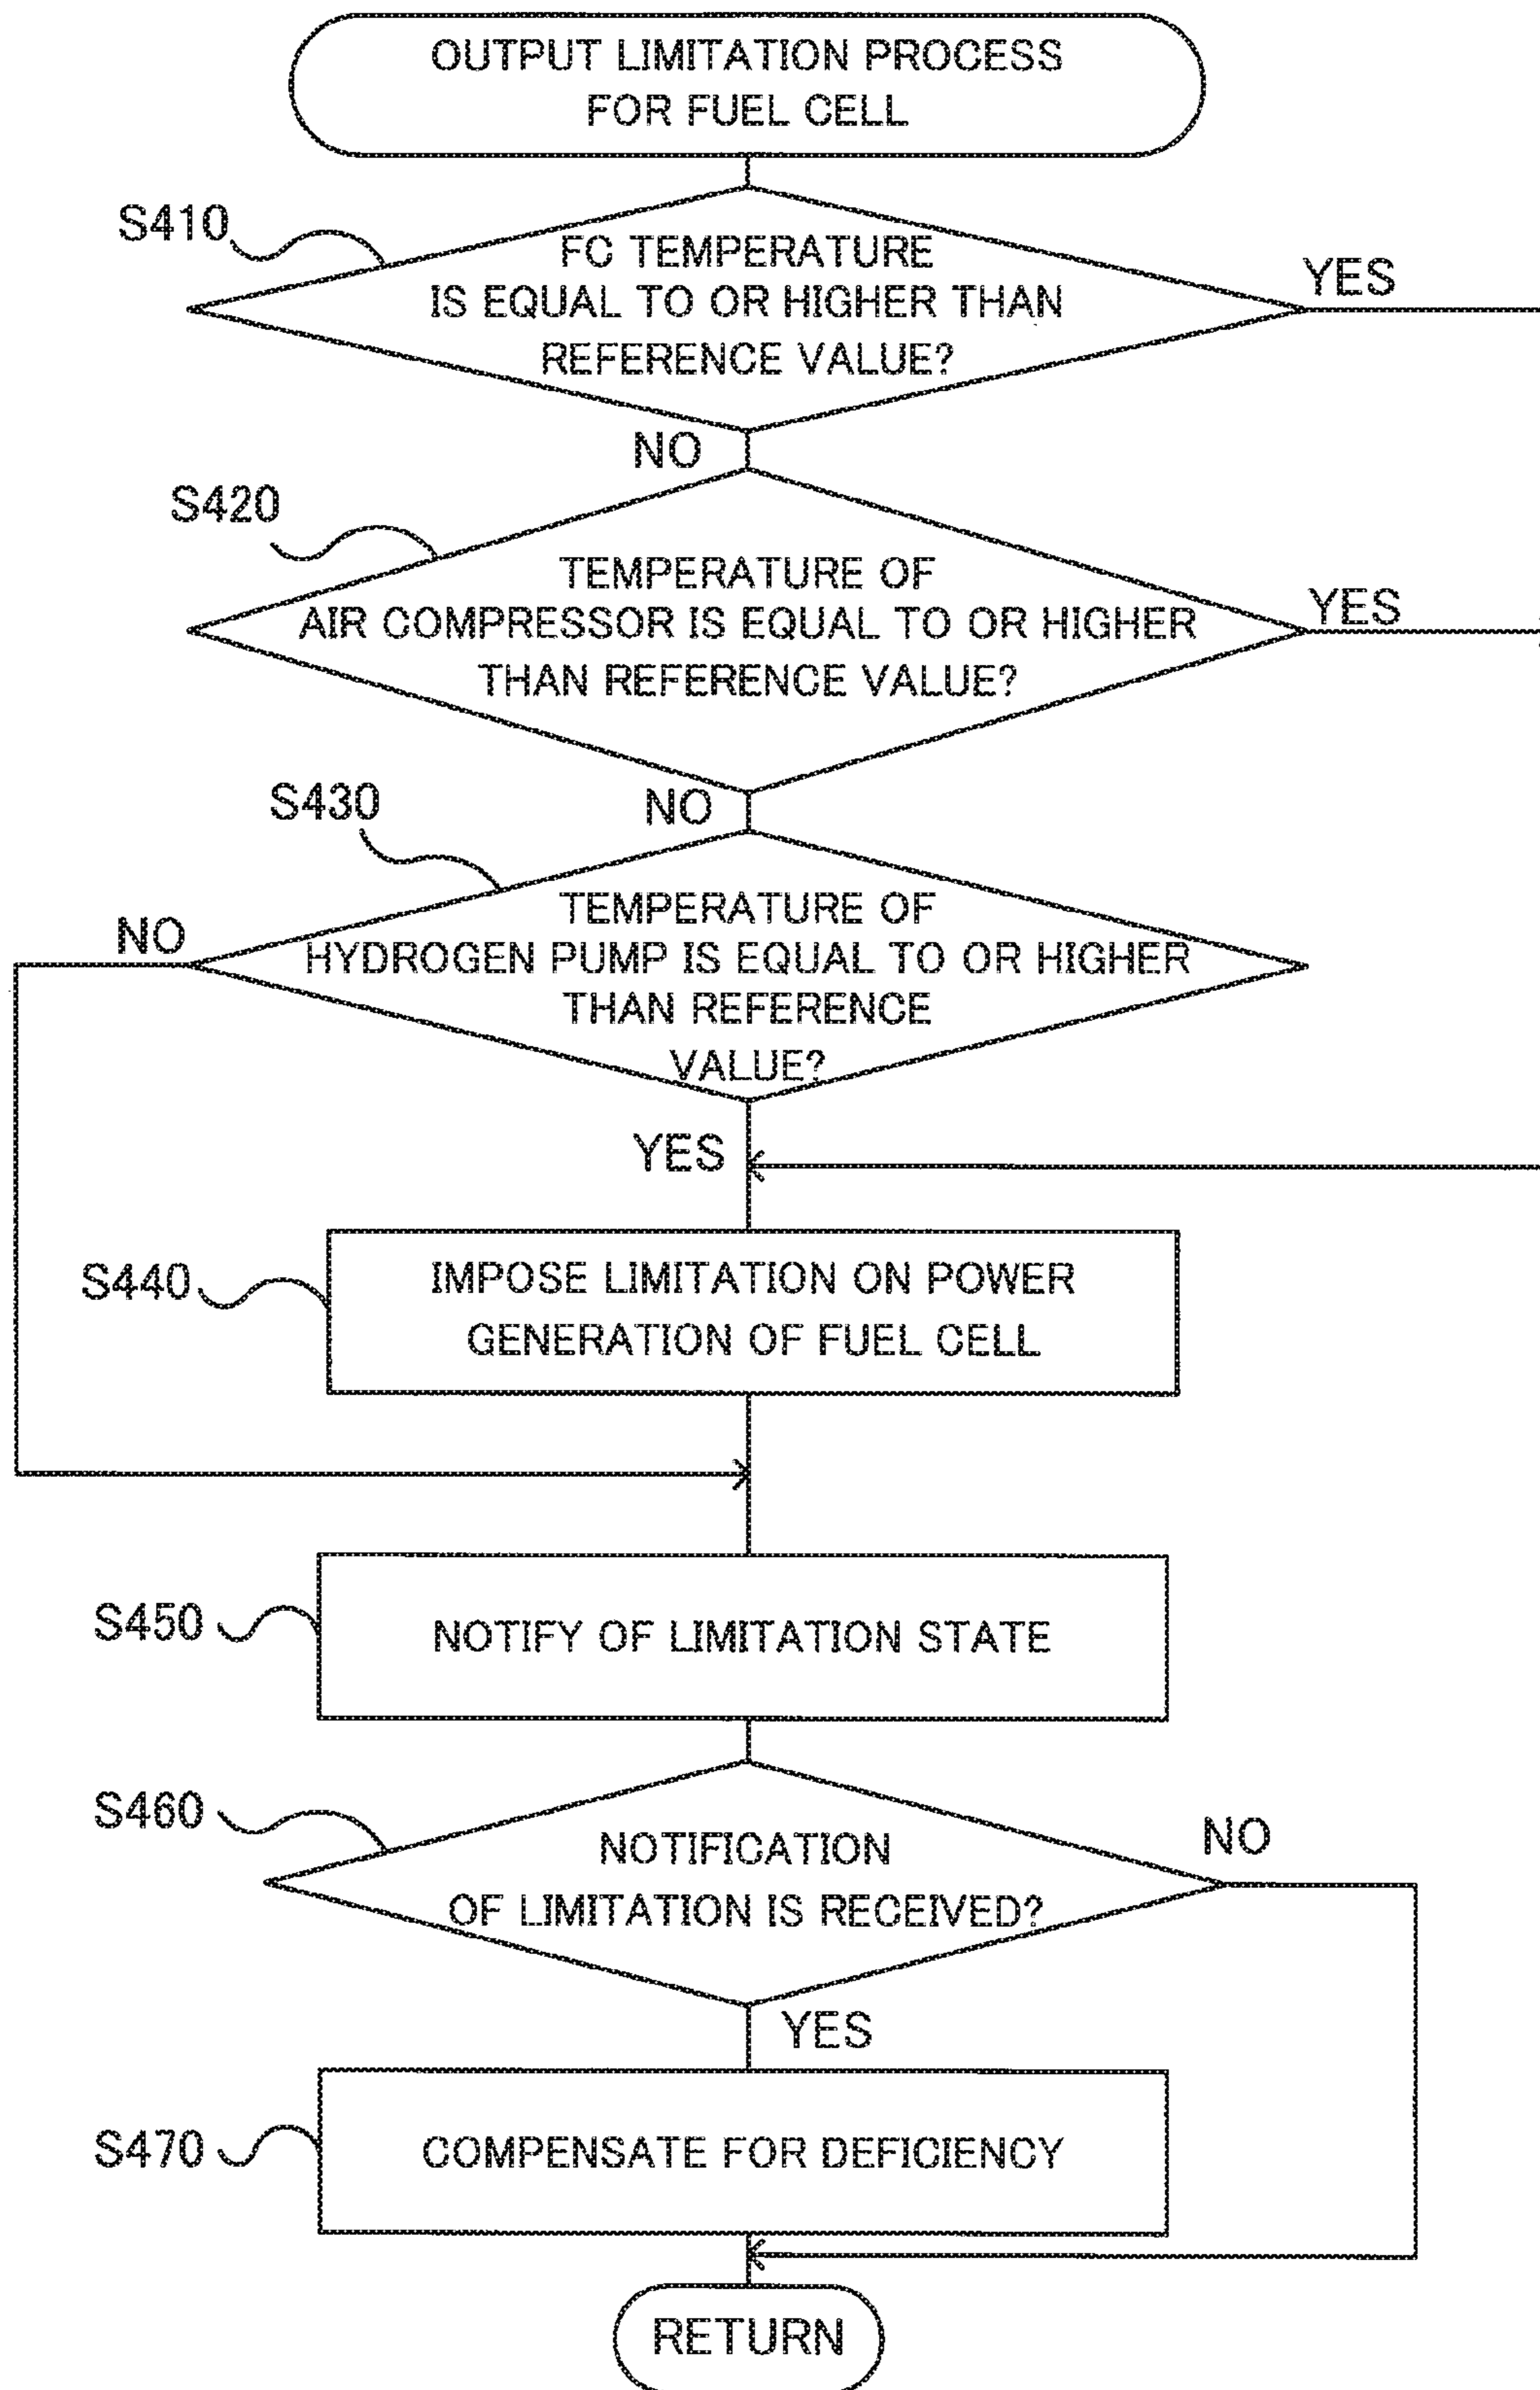 OUTPUT LIMITATION PROCESS
FOR FUEL CELL
S410
FC TEMPERATURE
IS EQUAL TO OR HIGHER THAN
REFERENCE VALUE?
YES
NO
S420
TEMPERATURE OF
AIR COMPRESSOR IS EQUAL TO OR HIGHER
THAN REFERENCE VALUE?
YES
NO
S430
TEMPERATURE OF
HYDROGEN PUMP IS EQUAL TO OR HIGHER
THAN REFERENCE
VALUE?
NO
YES
S440
IMPOSE LIMITATION ON POWER
GENERATION OF FUEL CELL
S450
NOTIFY OF LIMITATION STATE
S460
NOTIFICATION
OF LIMITATION IS RECEIVED?
NO
YES
S470
COMPENSATE FOR DEFICIENCY
RETURN